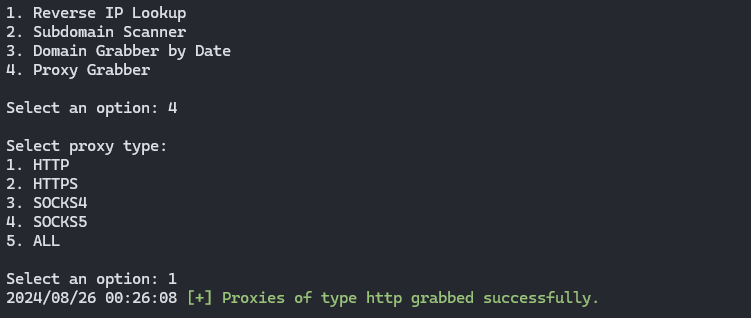 1. Reverse IP Lookup
2. Subdomain Scanner
3. Domain Grabber by Date
4. Proxy Grabber
Select an option: 4
Select proxy type:
1. HTTP
2. HTTPS
3. SOCKS4
4. SOCKS5
5. ALL
Select an option: 1
2024/08/26 00:26:08 [+] Proxies of type http grabbed successfully.